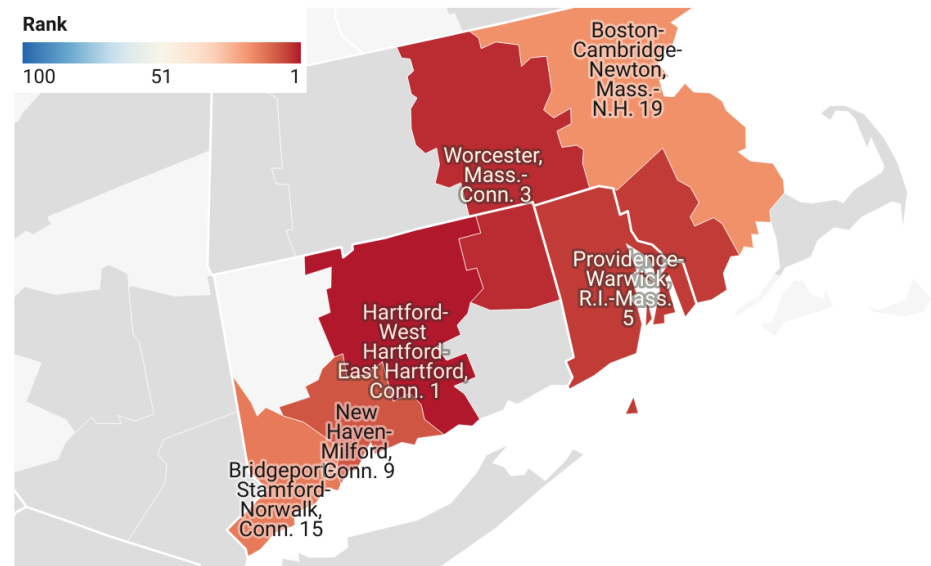 Rank
100 51 1
Boston-
Cambridge-
Newton,
Mass.-
N.H. 19
Worcester,
Mass.-
Conn. 3
Providence-
Warwick,
R.I.-Mass.
5
Hartford-
West
Hartford-
East Hartford,
Conn. 1
New
Haven-
Milford,
Conn. 9
Bridgeport-
Stamford-
Norwalk,
Conn. 15